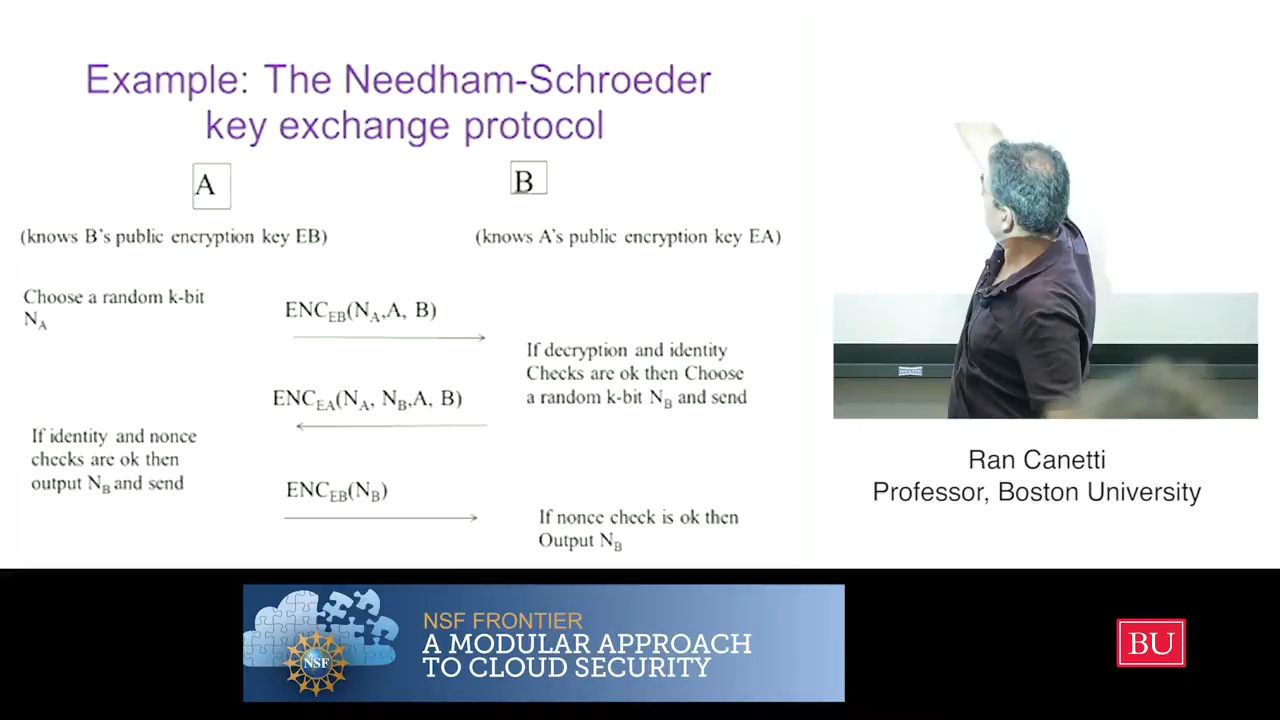 Example: The Needham-Schroeder
key exchange protocol
A
B
(knows B's public encryption key EB)
(knows A's public encryption key EA)
Choose a random k-bit
N_A
ENC_EB(N_A,A, B)
If decryption and identity
Checks are ok then Choose
a random k-bit N_B and send
ENC_EA(N_A, N_B,A, B)
If identity and nonce
checks are ok then
output N_B and send
ENC_EB(N_B)
If nonce check is ok then
Output N_B
Ran Canetti
Professor, Boston University
NSF
NSF FRONTIER
A MODULAR APPROACH
TO CLOUD SECURITY
BU